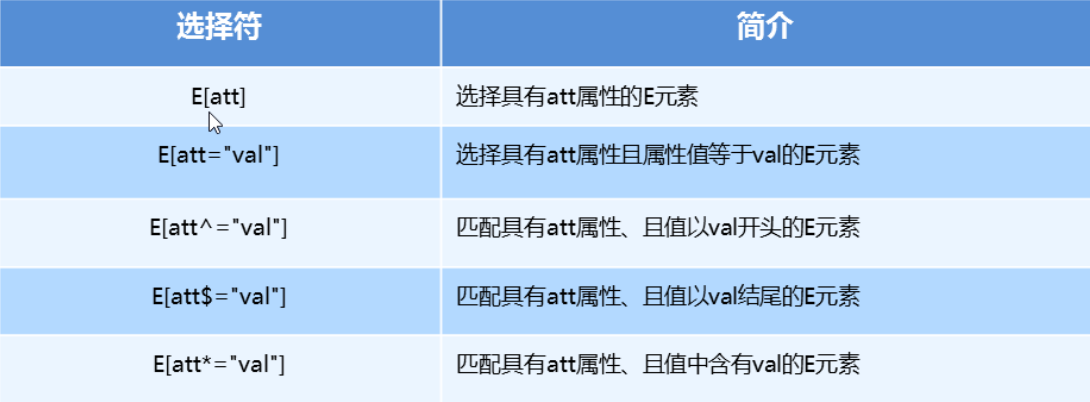 选择符 简介
E[att] 选择具有att属性的E元素
E[att="val"] 选择具有att属性且属性值等于val的E元素
E[att^="val"] 匹配具有att属性、且值以val开头的E元素
E[att$="val"] 匹配具有att属性、且值以val结尾的E元素
E[att*="val"] 匹配具有att属性、且值中含有val的E元素